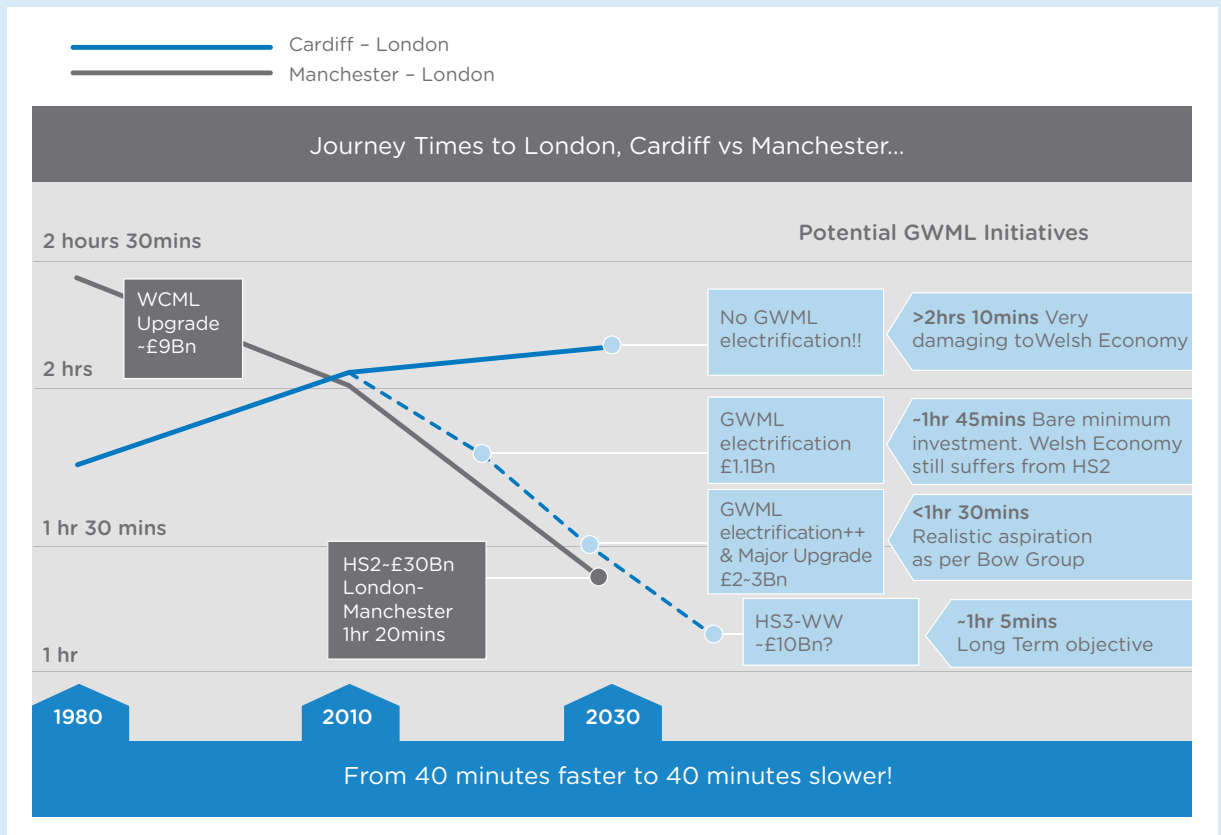 Cardiff – London
Manchester – London
Journey Times to London, Cardiff vs Manchester...
Potential GWML Initiatives
2 hours 30mins
WCML
Upgrade
~£9Bn
No GWML
electrification!!
>2hrs 10mins Very
damaging toWelsh Economy
2 hrs
GWML
electrification
£1.1Bn
~1hr 45mins Bare minimum
investment. Welsh Economy
still suffers from HS2
1 hr 30 mins
GWML
electrification++
& Major Upgrade
£2-3Bn
<1hr 30mins
Realistic aspiration
as per Bow Group
HS2~£30Bn
London-
Manchester
1hr 20mins
HS3-WW
~£10Bn?
~1hr 5mins
Long Term objective
1 hr
1980
2010
2030
From 40 minutes faster to 40 minutes slower!